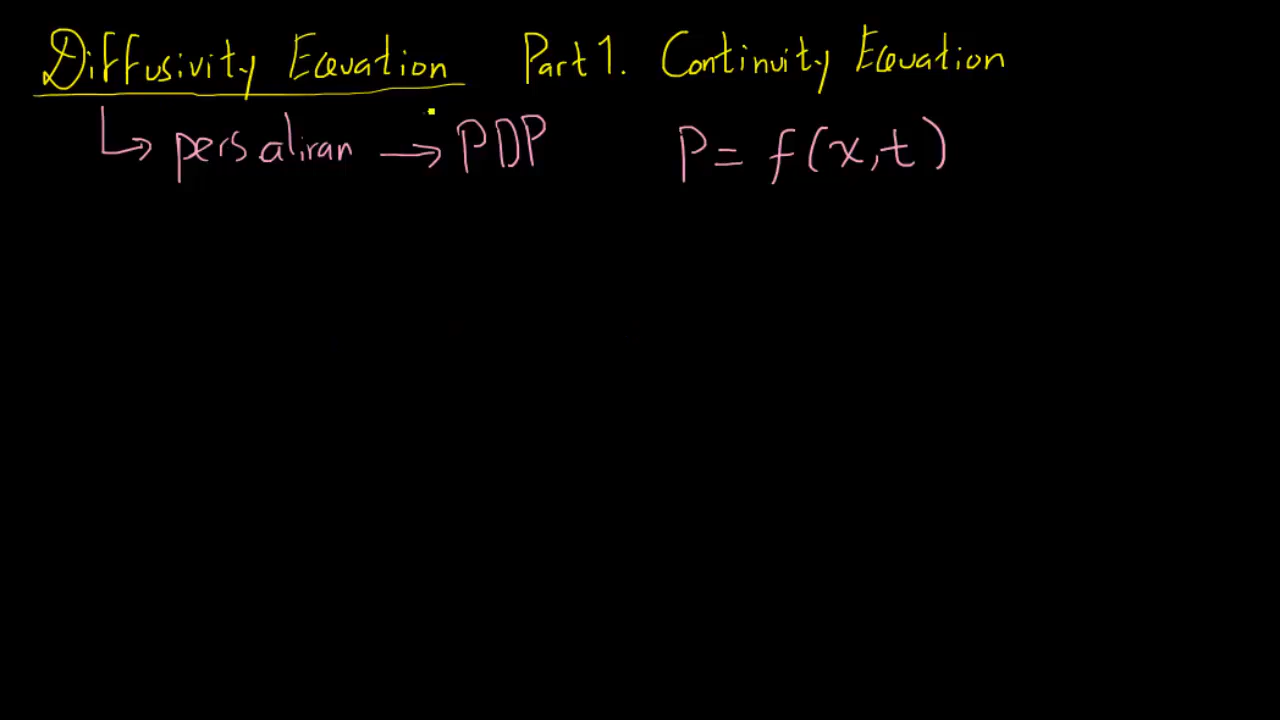 Diffusivity Equation Part 1. Continuity Equation
↳ pers. aliran → PDP P = f(x,t)